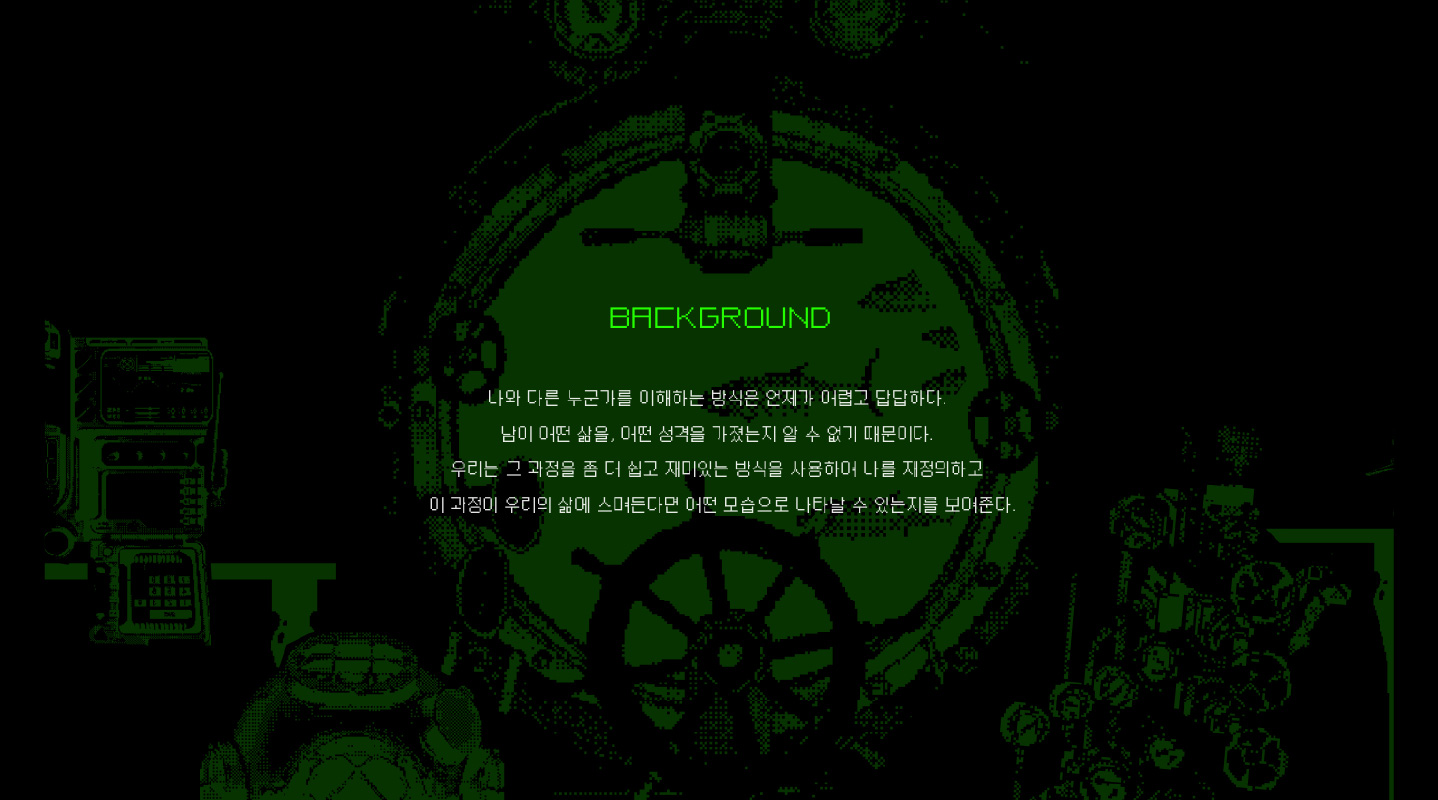 BACKGROUND
나와 다른 누군가를 이해하는 방식은 언제가 어렵고 답답하다.
남이 어떤 삶을, 어떤 성격을 가졌는지 알 수 없기 때문이다.
우리는 그 과정을 좀 더 쉽고 재미있는 방식을 사용하여 나를 재정의하고
이 과정이 우리의 삶에 스며든다면 어떤 모습으로 나타날 수 있는지를 보여준다.